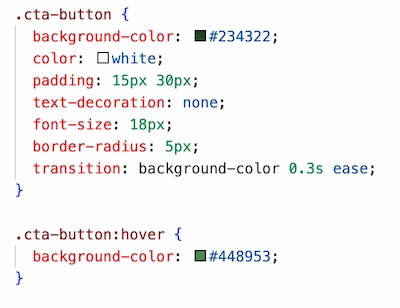 .cta-button {
background-color: #234322;
color: white;
padding: 15px 30px;
text-decoration: none;
font-size: 18px;
border-radius: 5px;
transition: background-color 0.3s ease;
}
.cta-button:hover {
background-color: #448953;
}